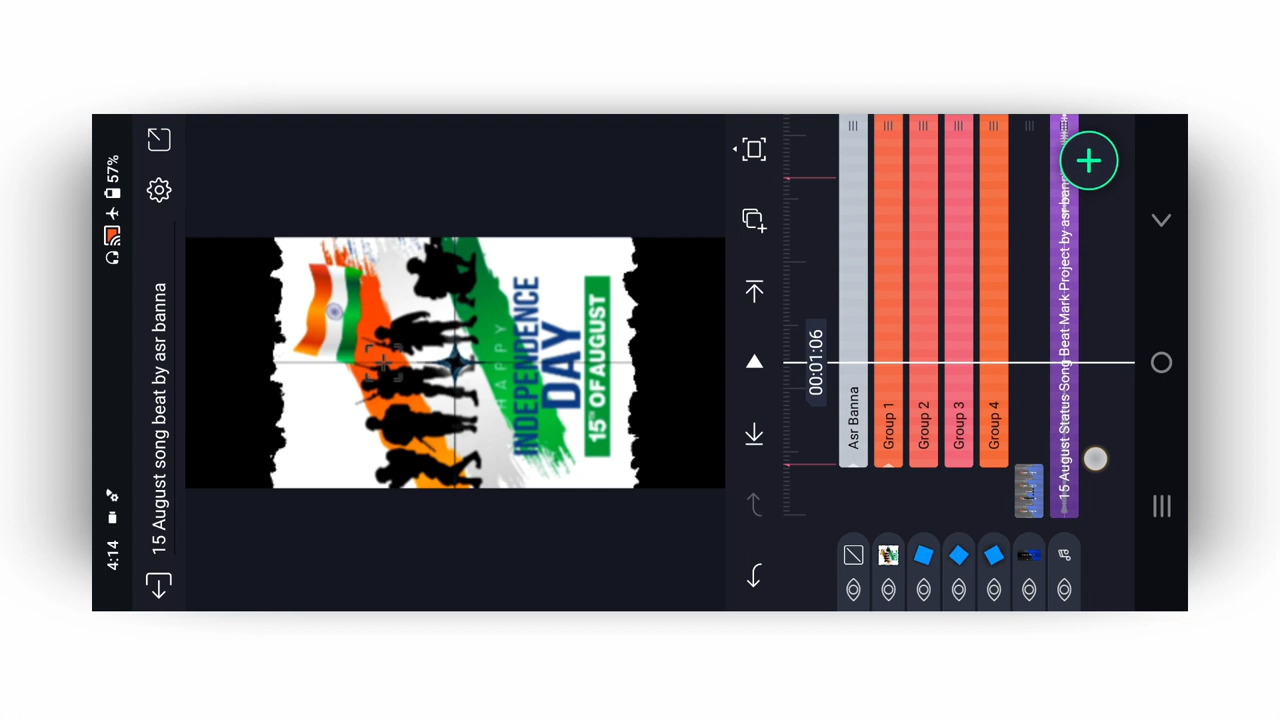 4:14
57%
15 August song beat by asr banna
HAPPY
INDEPENDENCE
DAY
15TH OF AUGUST
00:01:06
Asr Banna
Group 1
Group 2
Group 3
Group 4
15 August Status Song Beat Mark Project by asr bann